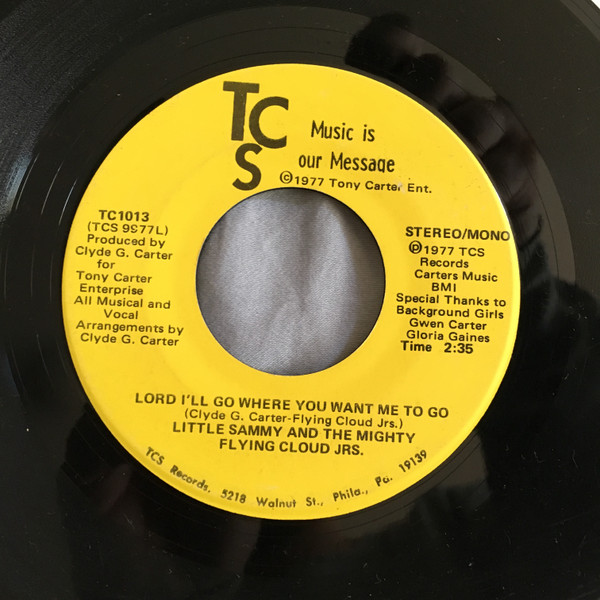 TCS
Music is
our Message
©1977 Tony Carter Ent.
TC1013
(TCS 9977L)
Produced by
Clyde G. Carter
for
Tony Carter
Enterprise
All Musical and
Vocal
Arrangements by
Clyde G. Carter
STEREO/MONO
℗1977 TCS
Records
Carters Music
BMI
Special Thanks to
Background Girls
Gwen Carter
Gloria Gaines
Time 2:35
LORD I'LL GO WHERE YOU WANT ME TO GO
(Clyde G. Carter-Flying Cloud Jrs.)
LITTLE SAMMY AND THE MIGHTY
FLYING CLOUD JRS.
TCS Records, 5218 Walnut St., Phila., Pa. 19139